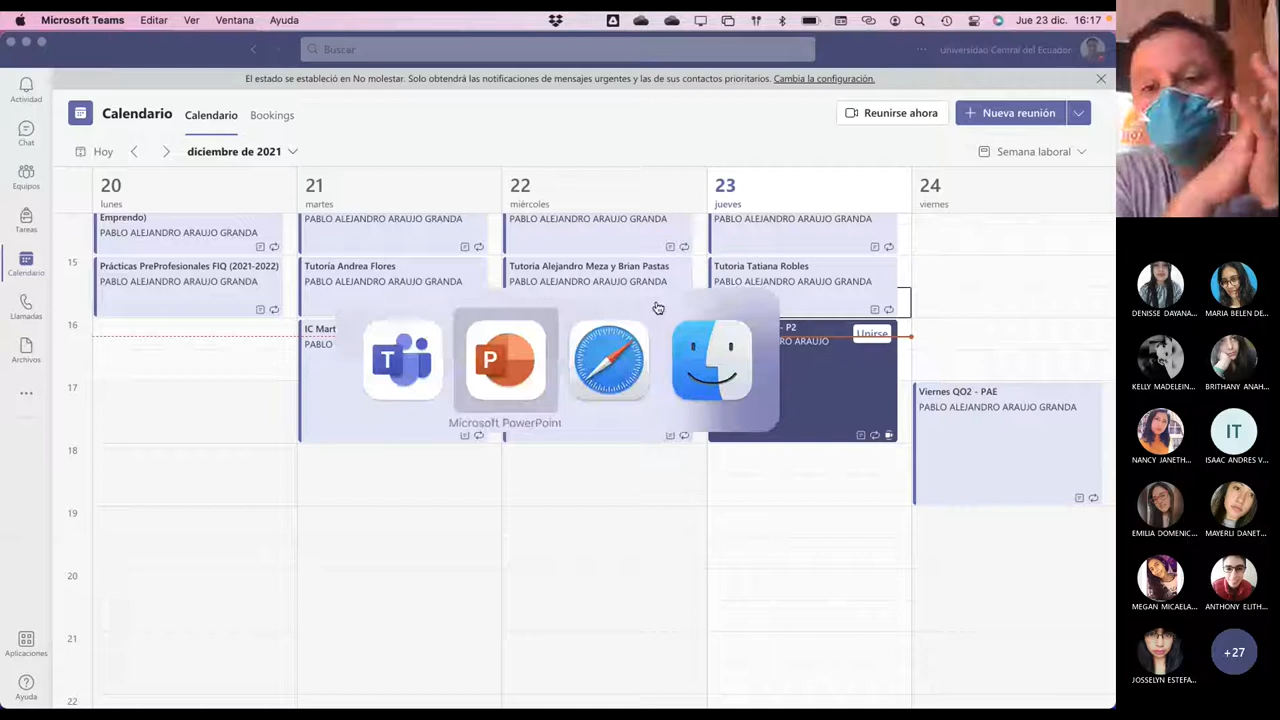 Microsoft Teams Editar Ver Ventana Ayuda Jue 23 dic. 16:17
Buscar
Universidad Central del Ecuador
El estado se estableció en No molestar. Solo obtendrá las notificaciones de mensajes urgentes y las de sus contactos prioritarios. Cambia la configuración.
Actividad
Chat
Equipos
Tareas
Calendario
Llamadas
Archivos
Aplicaciones
Ayuda
Calendario Calendario Bookings
Reunirse ahora
Nueva reunión
Hoy
diciembre de 2021
Semana laboral
20 21 22 23 24
lunes martes miércoles jueves viernes
Emprendo)
PABLO ALEJANDRO ARAUJO GRANDA
PABLO ALEJANDRO ARAUJO GRANDA
PABLO ALEJANDRO ARAUJO GRANDA
PABLO ALEJANDRO ARAUJO GRANDA
15
Prácticas PreProfesionales FIQ (2021-2022)
PABLO ALEJANDRO ARAUJO GRANDA
Tutoría Andrea Flores
PABLO ALEJANDRO ARAUJO GRANDA
Tutoría Alejandro Meza y Brian Pastas
PABLO ALEJANDRO ARAUJO GRANDA
Tutoria Tatiana Robles
PABLO ALEJANDRO ARAUJO GRANDA
16
IC Mart
PABLO
- P2
RO ARAUJO
Unirse
P
Microsoft PowerPoint
17
Viernes QO2 - PAE
PABLO ALEJANDRO ARAUJO GRANDA
18
19
20
21
22
DENISSE DAYANA...
MARIA BELEN DE...
KELLY MADELEIN...
BRITHANY ANAH...
NANCY JANETH...
IT
ISAAC ANDRES V...
EMILIA DOMENIC...
MAYERLI DANET...
MEGAN MICAELA...
ANTHONY ELITH...
JOSSELYN ESTEFA...
+27